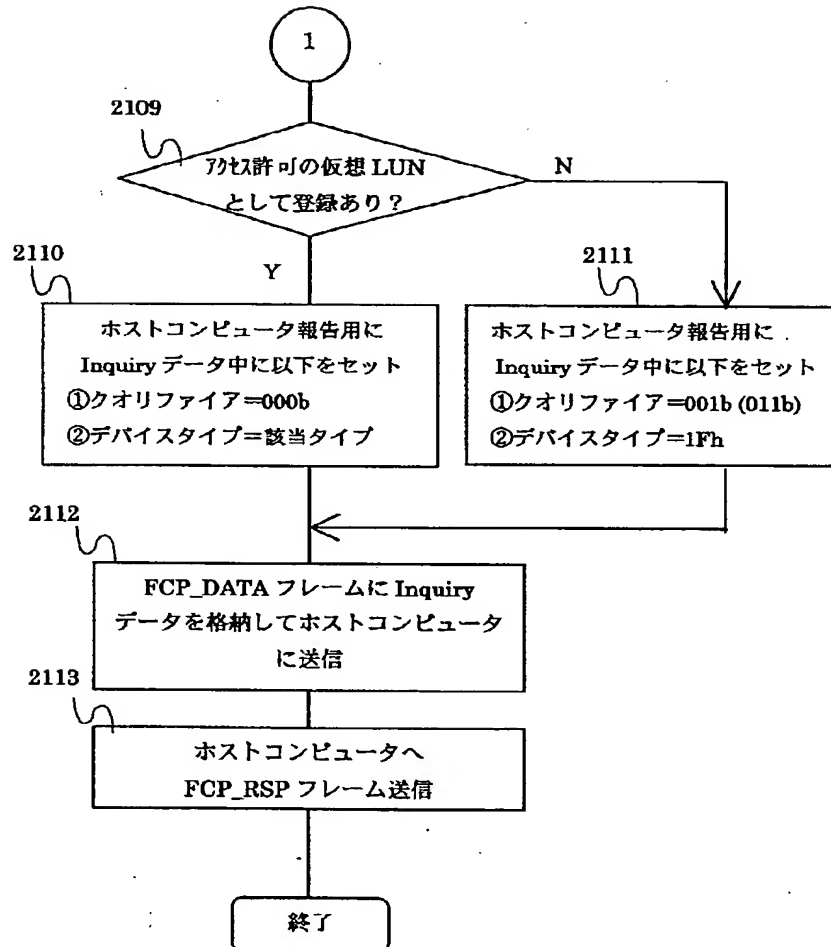 1
2109
アクセス許可の仮想 LUN
として登録あり？
N
Y
2110
ホストコンピュータ報告用に
Inquiry データ中に以下をセット
①クオリファイア＝000b
②デバイスタイプ＝該当タイプ
2111
ホストコンピュータ報告用に
Inquiry データ中に以下をセット
①クオリファイア＝001b (011b)
②デバイスタイプ＝1Fh
2112
FCP_DATA フレームに Inquiry
データを格納してホストコンピュータ
に送信
2113
ホストコンピュータへ
FCP_RSP フレーム送信
終了